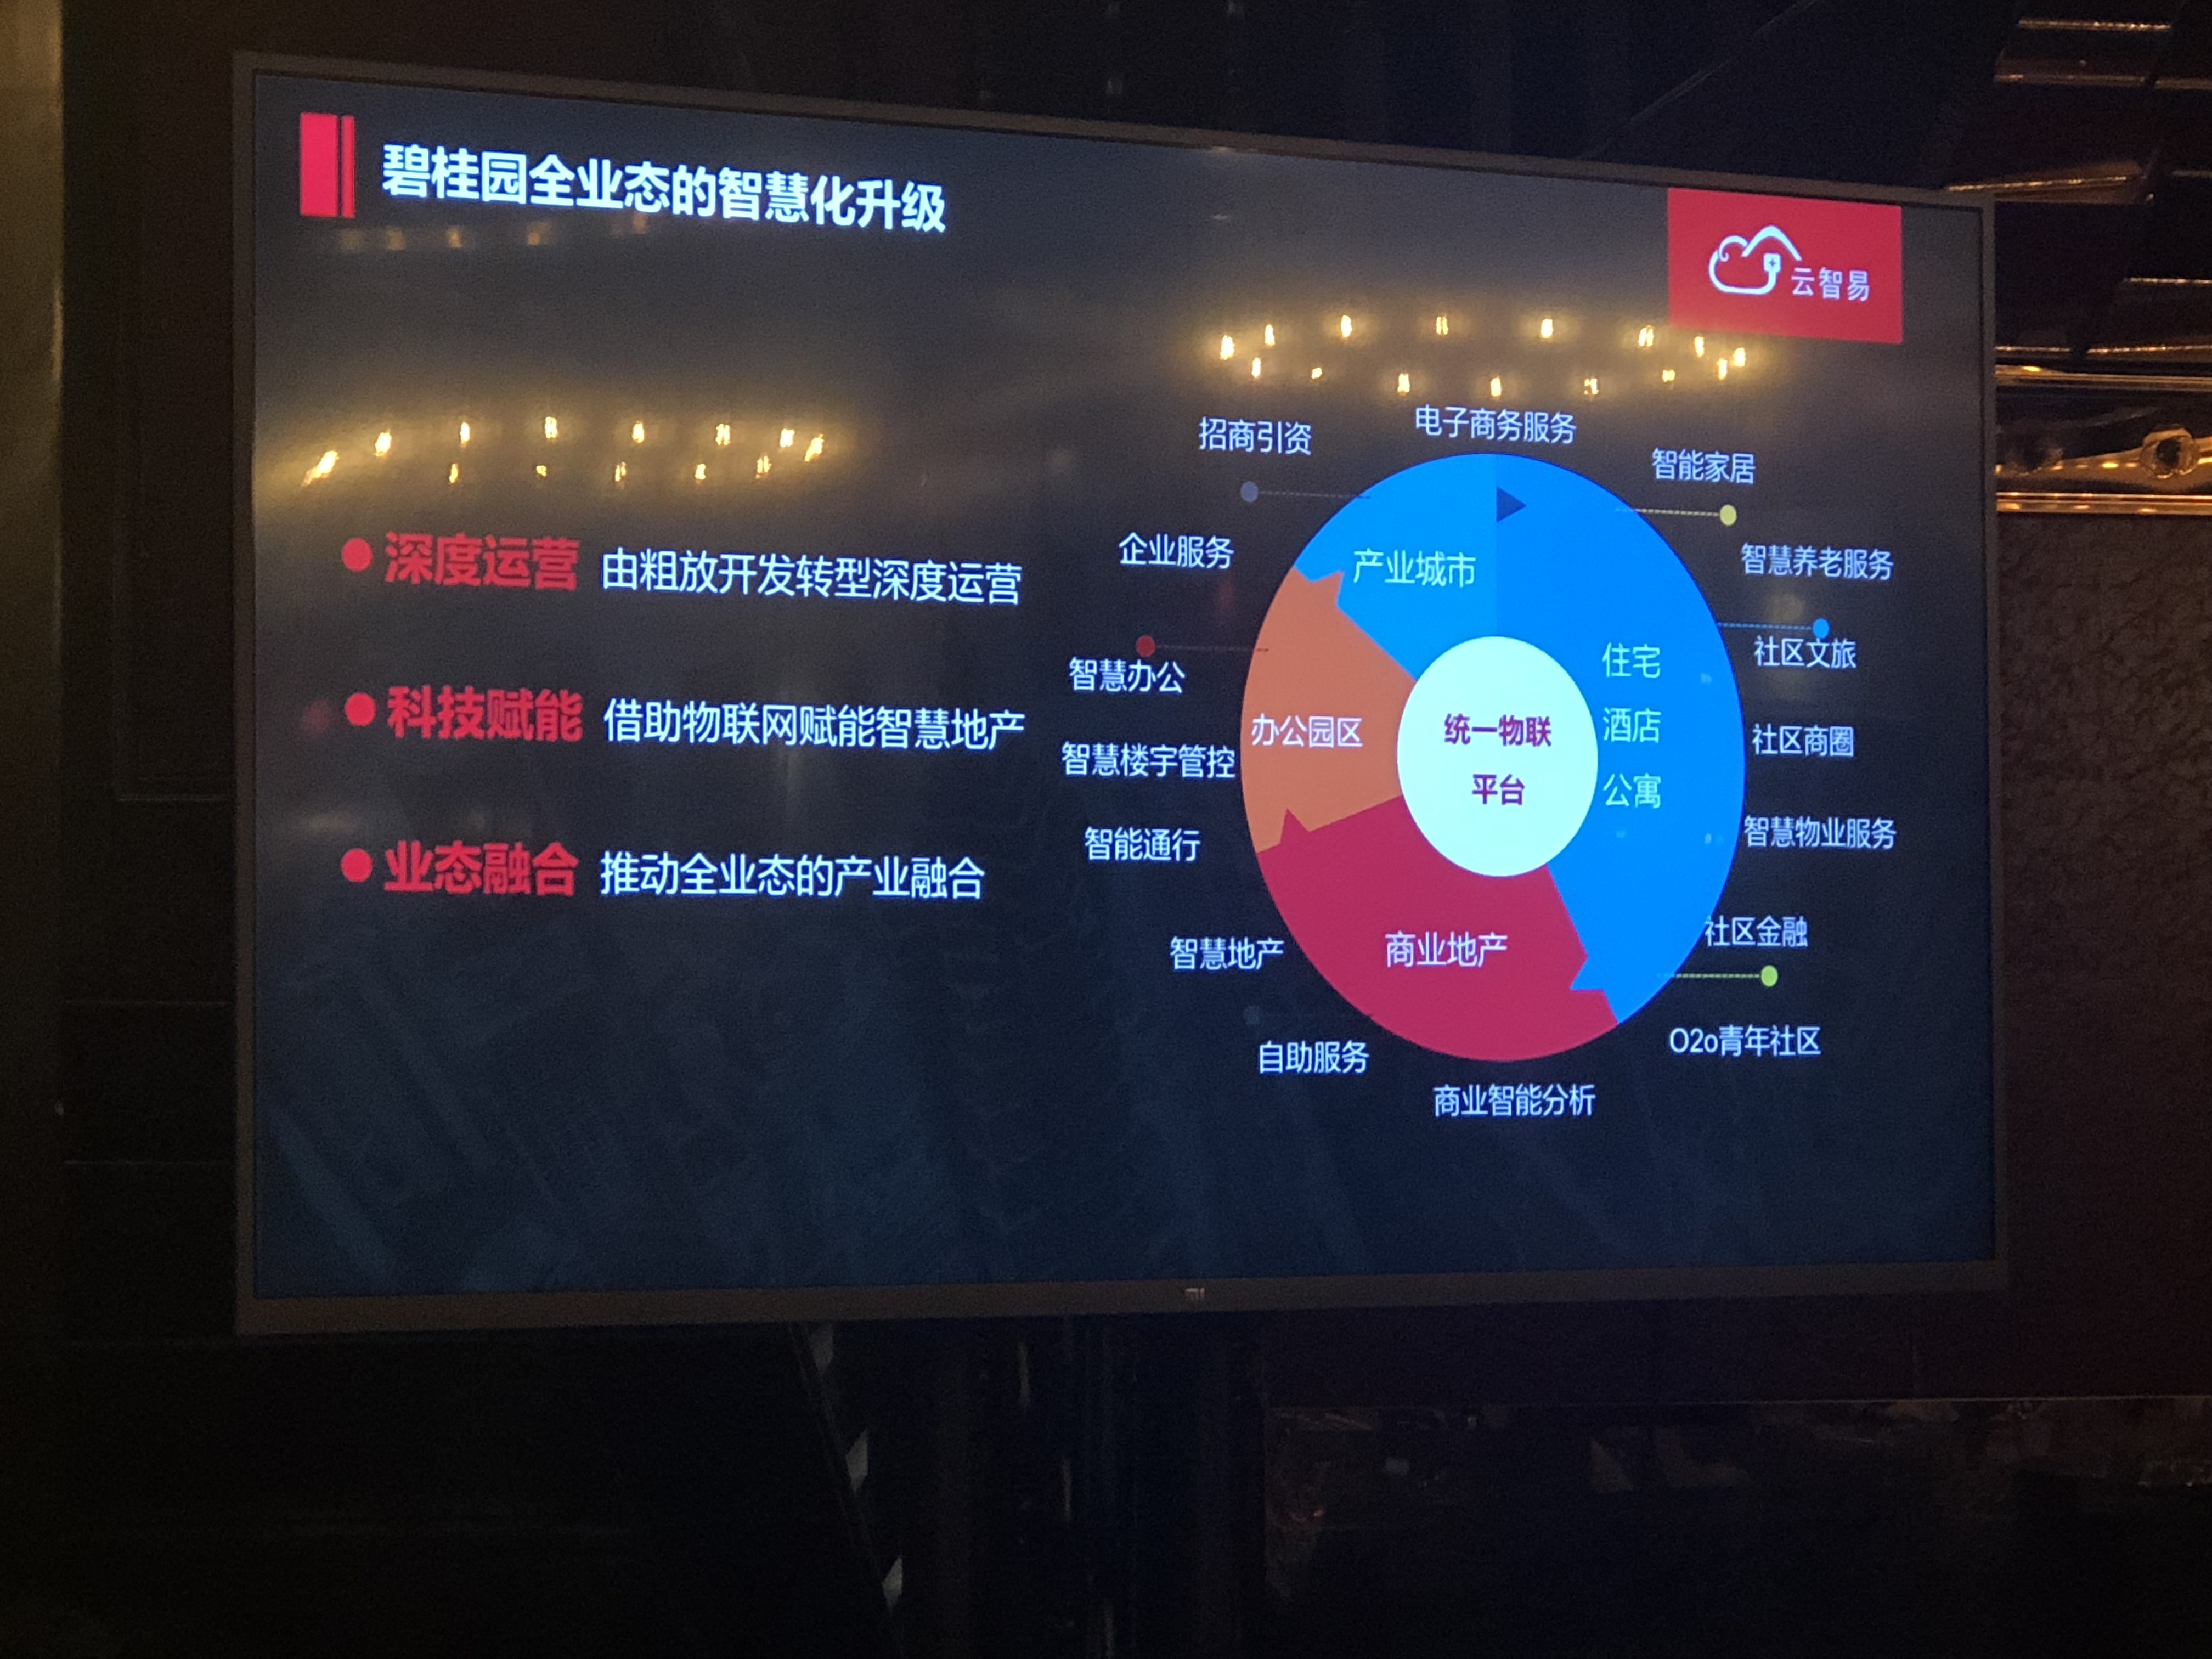 碧桂园全业态的智慧化升级
云智易
深度运营 由粗放开发转型深度运营
科技赋能 借助物联网赋能智慧地产
业态融合 推动全业态的产业融合
招商引资
电子商务服务
智能家居
企业服务
智慧养老服务
产业城市
社区文旅
智慧办公
住宅
办公园区
统一物联
平台
酒店
社区商圈
智慧楼宇管控
公寓
智慧物业服务
智能通行
社区金融
智慧地产
商业地产
O2o青年社区
自助服务
商业智能分析
mi